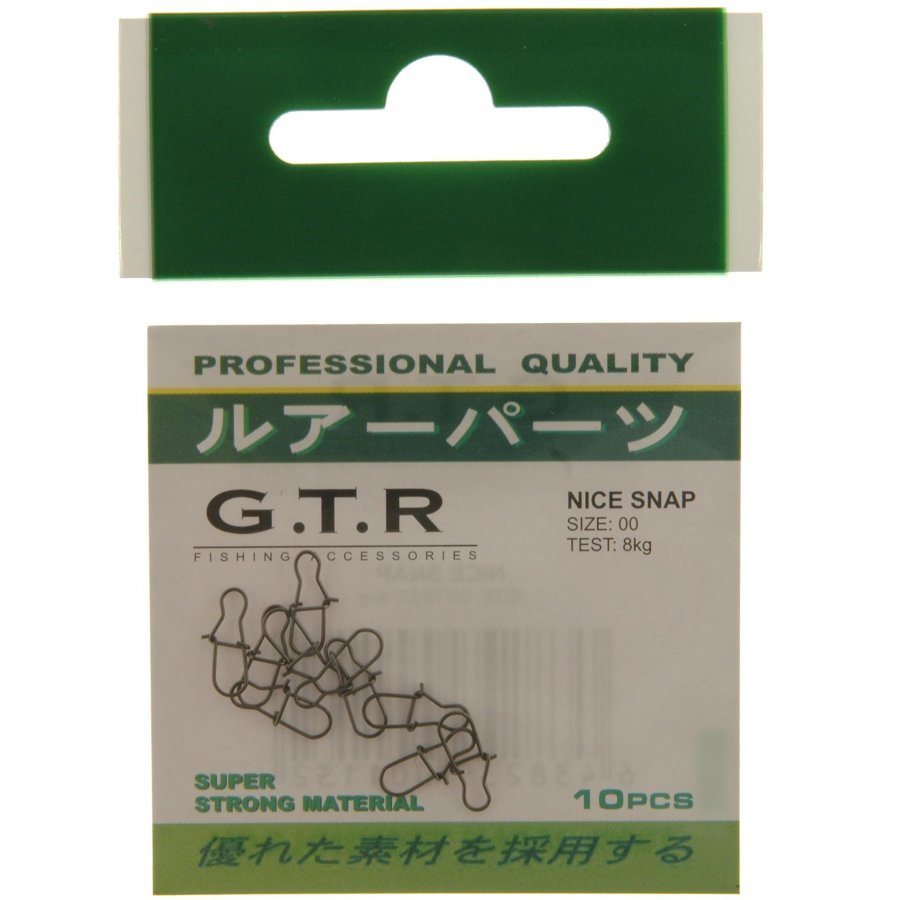 PROFESSIONAL QUALITY
ルアーパーツ
G.T.R
FISHING ACCESSORIES
NICE SNAP
SIZE: 00
TEST: 8kg
SUPER
STRONG MATERIAL
10PCS
優れた素材を採用する